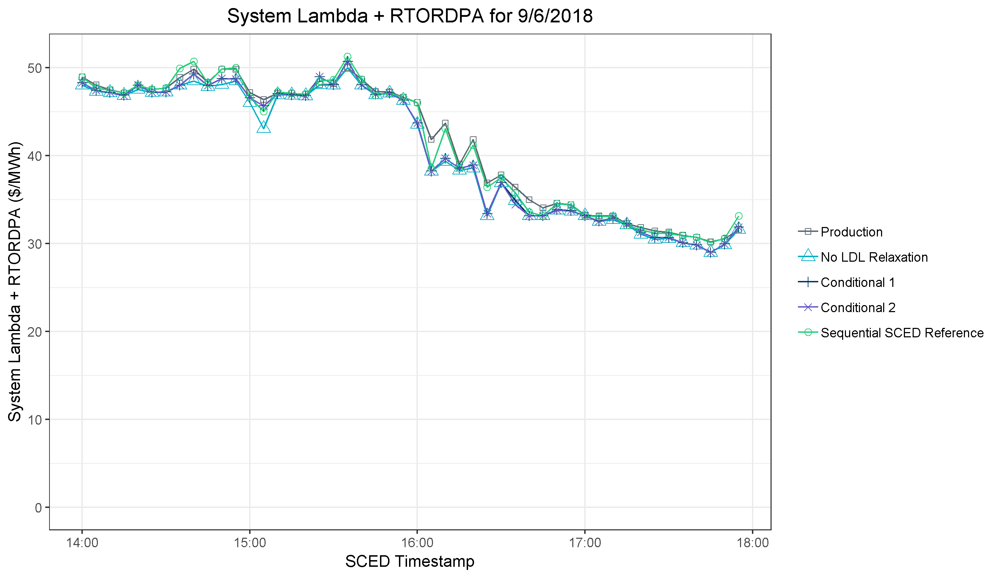 System Lambda + RTORDPA for 9/6/2018
System Lambda + RTORDPA ($/MWh)
50
40
30
20
10
0
14:00 15:00 16:00 17:00 18:00
SCED Timestamp
Production
No LDL Relaxation
Conditional 1
Conditional 2
Sequential SCED Reference